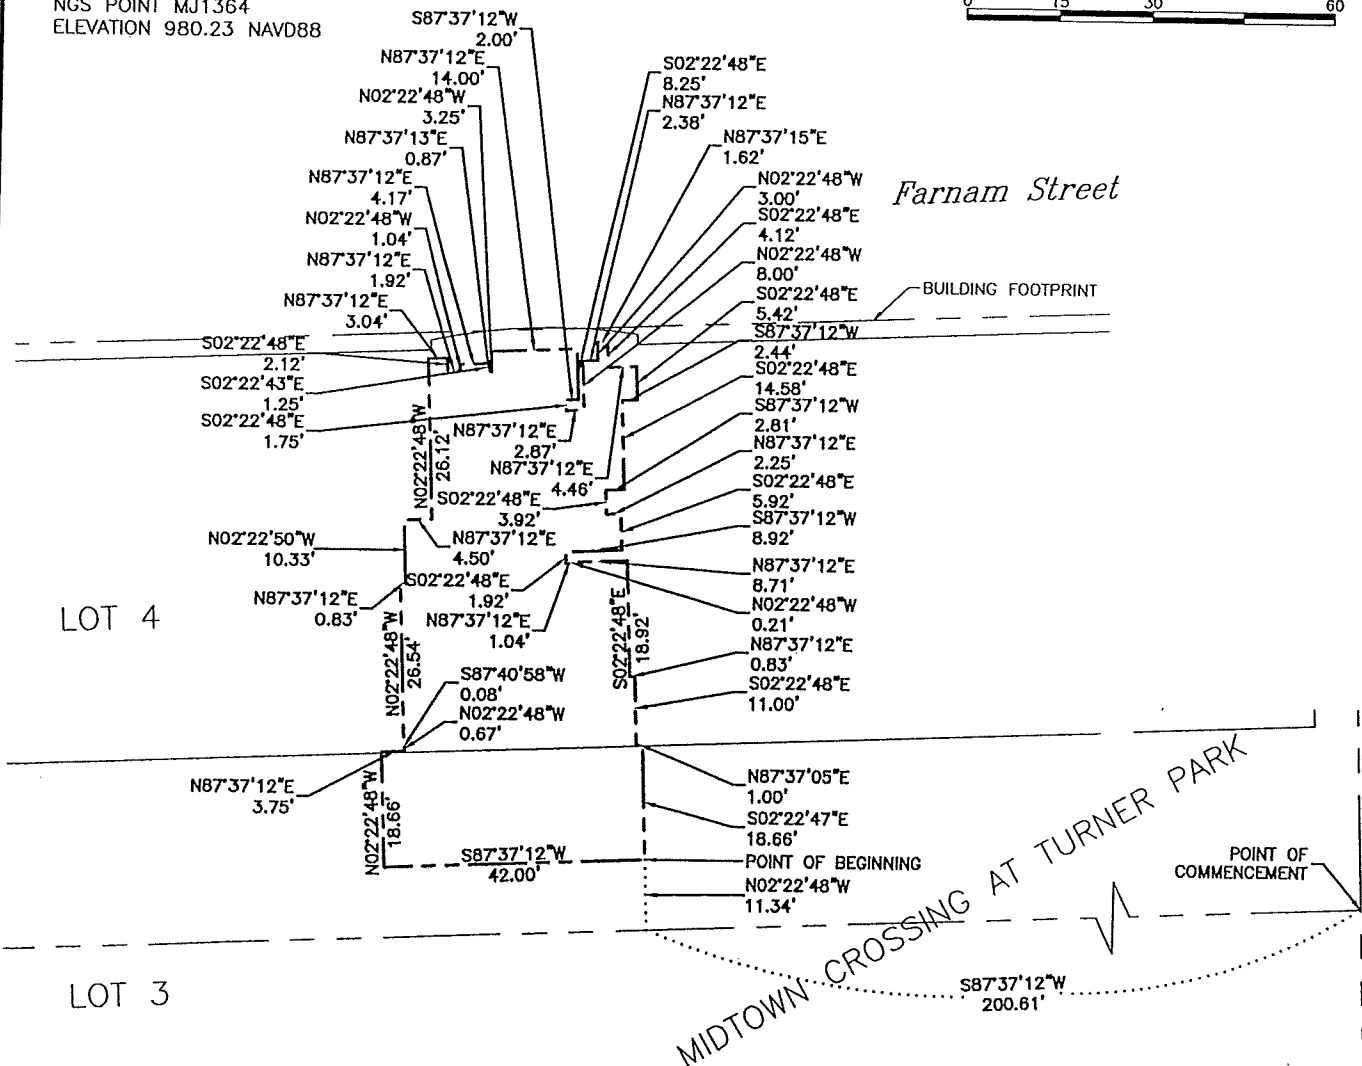 NGS POINT MJ1364
ELEVATION 980.23 NAVD88
0 15 30 60
S87°37'12"W
2.00'
N87°37'12"E
14.00'
N02°22'48"W
3.25'
N87°37'13"E
0.87'
N87°37'12"E
4.17'
N02°22'48"W
1.04'
N87°37'12"E
1.92'
N87°37'12"E
3.04'
S02°22'48"E
2.12'
S02°22'43"E
1.25'
S02°22'48"E
1.75'
S02°22'48"E
8.25'
N87°37'12"E
2.38'
N87°37'15"E
1.62'
N02°22'48"W
3.00'
S02°22'48"E
4.12'
N02°22'48"W
8.00'
S02°22'48"E
5.42'
S87°37'12"W
2.44'
S02°22'48"E
14.58'
S87°37'12"W
2.81'
N87°37'12"E
2.25'
S02°22'48"E
5.92'
S87°37'12"W
8.92'
N87°37'12"E
8.71'
N02°22'48"W
0.21'
N87°37'12"E
0.83'
S02°22'48"E
11.00'
Farnam Street
BUILDING FOOTPRINT
N87°37'12"E
2.87'
N87°37'12"E
4.46'
S02°22'48"E
3.92'
N02°22'48"W
26.12'
N87°37'12"E
4.50'
N02°22'50"W
10.33'
S02°22'48"E
1.92'
N87°37'12"E
0.83'
N87°37'12"E
1.04'
S02°22'48"E
18.92'
LOT 4
N02°22'48"W
26.54'
S87°40'58"W
0.08'
N02°22'48"W
0.67'
N87°37'12"E
3.75'
N02°22'48"W
18.66'
S87°37'12"W
42.00'
N87°37'05"E
1.00'
S02°22'47"E
18.66'
POINT OF BEGINNING
N02°22'48"W
11.34'
POINT OF
COMMENCEMENT
MIDTOWN CROSSING AT TURNER PARK
S87°37'12"W
200.61'
LOT 3